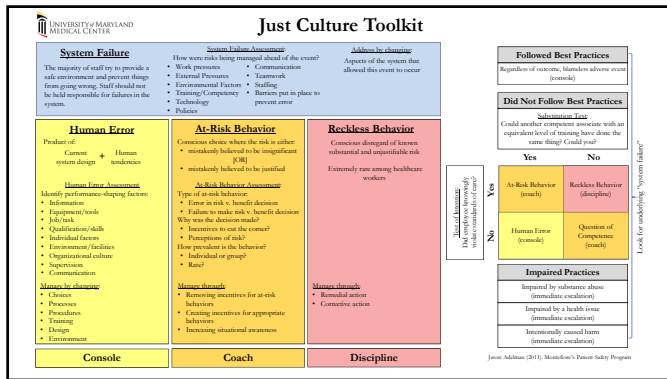 UNIVERSITY of MARYLAND
MEDICAL CENTER
Just Culture Toolkit
System Failure
The majority of staff try to provide a
safe environment and prevent things
from going wrong. Staff should not
be held responsible for failures in the
system.
System Failure Assessment:
How were risks being managed ahead of the event?
• Work pressures
• External Pressures
• Environmental Factors
• Training/Competency
• Technology
• Policies
• Communication
• Teamwork
• Staffing
• Barriers put in place to
prevent error
Address by changing:
Aspects of the system that
allowed this event to occur
Human Error
Product of:
Current
system design
+
Human
tendencies
Human Error Assessment
Identify performance-shaping factors:
• Information
• Equipment/tools
• Job/task
• Qualification/skills
• Individual factors
• Environment/facilities
• Organizational culture
• Supervision
• Communication
Manage by changing:
• Choices
• Processes
• Procedures
• Training
• Design
• Environment
Console
At-Risk Behavior
Conscious choice where the risk is either:
• mistakenly believed to be insignificant
[OR]
• mistakenly believed to be justified
At-Risk Behavior Assessment:
Type of at-risk behavior:
• Error in risk v. benefit decision
• Failure to make risk v. benefit decision
Why was the decision made?
• Incentives to cut the corner?
• Perceptions of risk?
How prevalent is the behavior?
• Individual or group?
• Rate?
Manage through:
• Removing incentives for at-risk
behaviors
• Creating incentives for appropriate
behaviors
• Increasing situational awareness
Coach
Reckless Behavior
Conscious disregard of known
substantial and unjustifiable risk
Extremely rare among healthcare
workers
Manage through:
• Remedial action
• Corrective action
Discipline
Followed Best Practices
Regardless of outcome, blameless adverse event
(console)
Did Not Follow Best Practices
Substitution Test:
Could another competent associate with an
equivalent level of training have done the
same thing? Could you?
Yes
No
Test of Intention:
Did employee knowingly
violate standards of care?
Yes
No
At-Risk Behavior
(coach)
Reckless Behavior
(discipline)
Human Error
(console)
Question of
Competence
(coach)
Impaired Practices
Impaired by substance abuse
(immediate escalation)
Impaired by a health issue
(immediate escalation)
Intentionally caused harm
(immediate escalation)
Look for underlying "system failure"
Jason Adelman (2011). Montefiore's Patient Safety Program